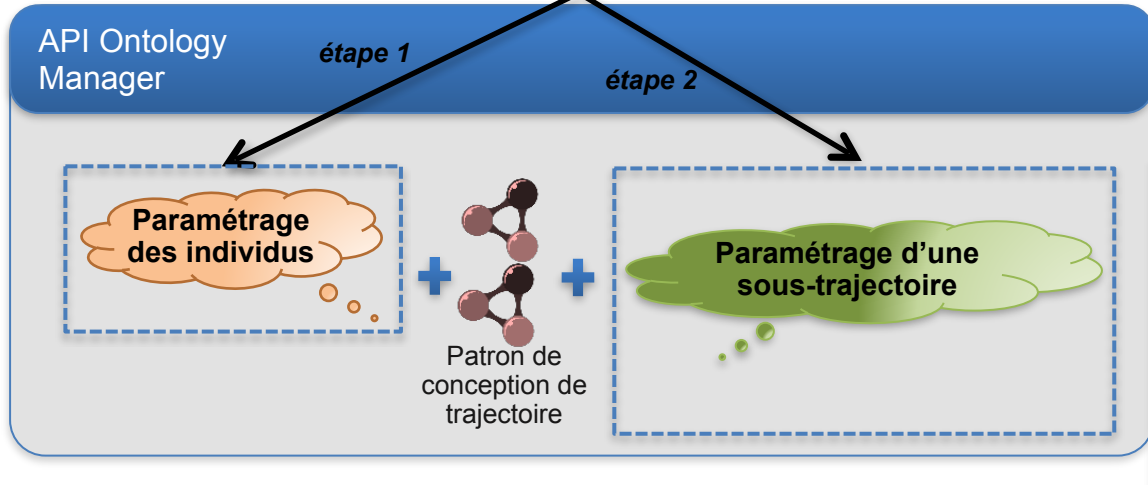 API Ontology
Manager
étape 1
étape 2
Paramétrage
des individus
Patron de
conception de
trajectoire
Paramétrage d’une
sous-trajectoire